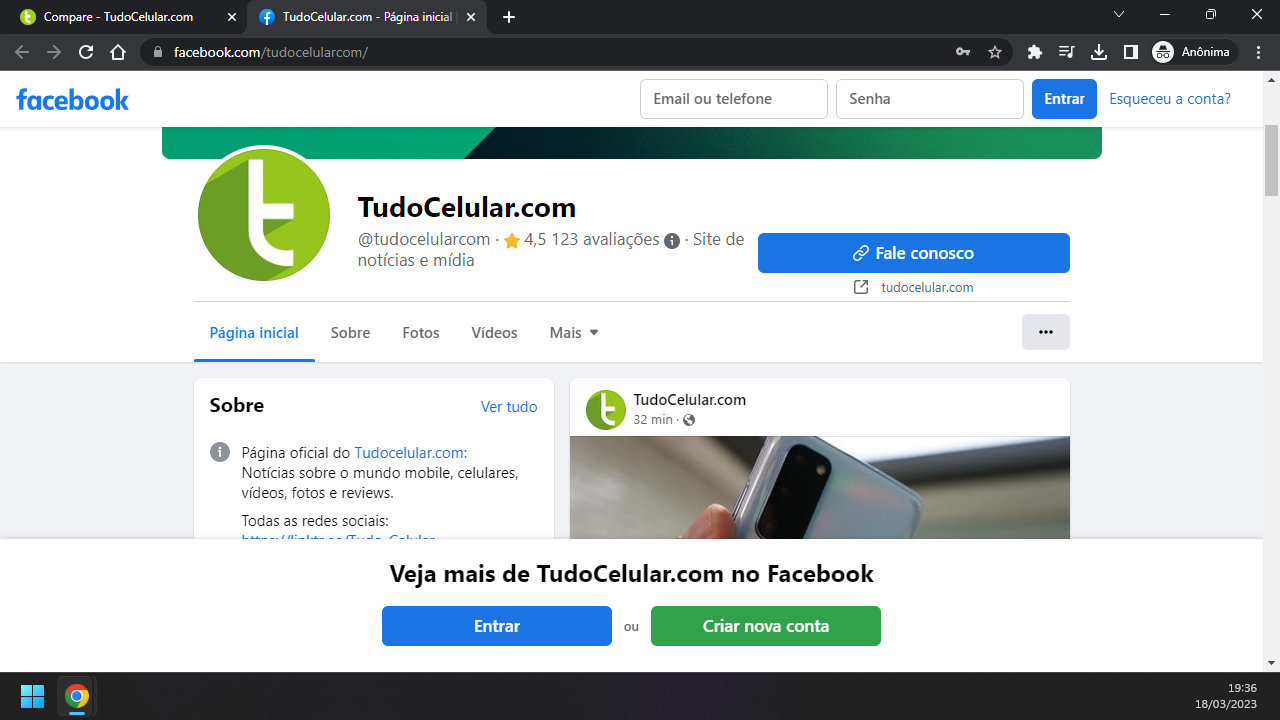 Compare - TudoCelular.com
TudoCelular.com - Página inicial |
facebook.com/tudocelularcom/
Anônima
facebook
Email ou telefone
Senha
Entrar
Esqueceu a conta?
TudoCelular.com
@tudocelularcom · 4,5 123 avaliações · Site de
notícias e mídia
Fale conosco
tudocelular.com
Página inicial
Sobre
Fotos
Vídeos
Mais
Sobre
Ver tudo
Página oficial do Tudocelular.com:
Notícias sobre o mundo mobile, celulares,
vídeos, fotos e reviews.
Todas as redes sociais:
https://linktr.ee/Tudo_Celular
TudoCelular.com
32 min ·
Veja mais de TudoCelular.com no Facebook
Entrar
ou
Criar nova conta
19:36
18/03/2023